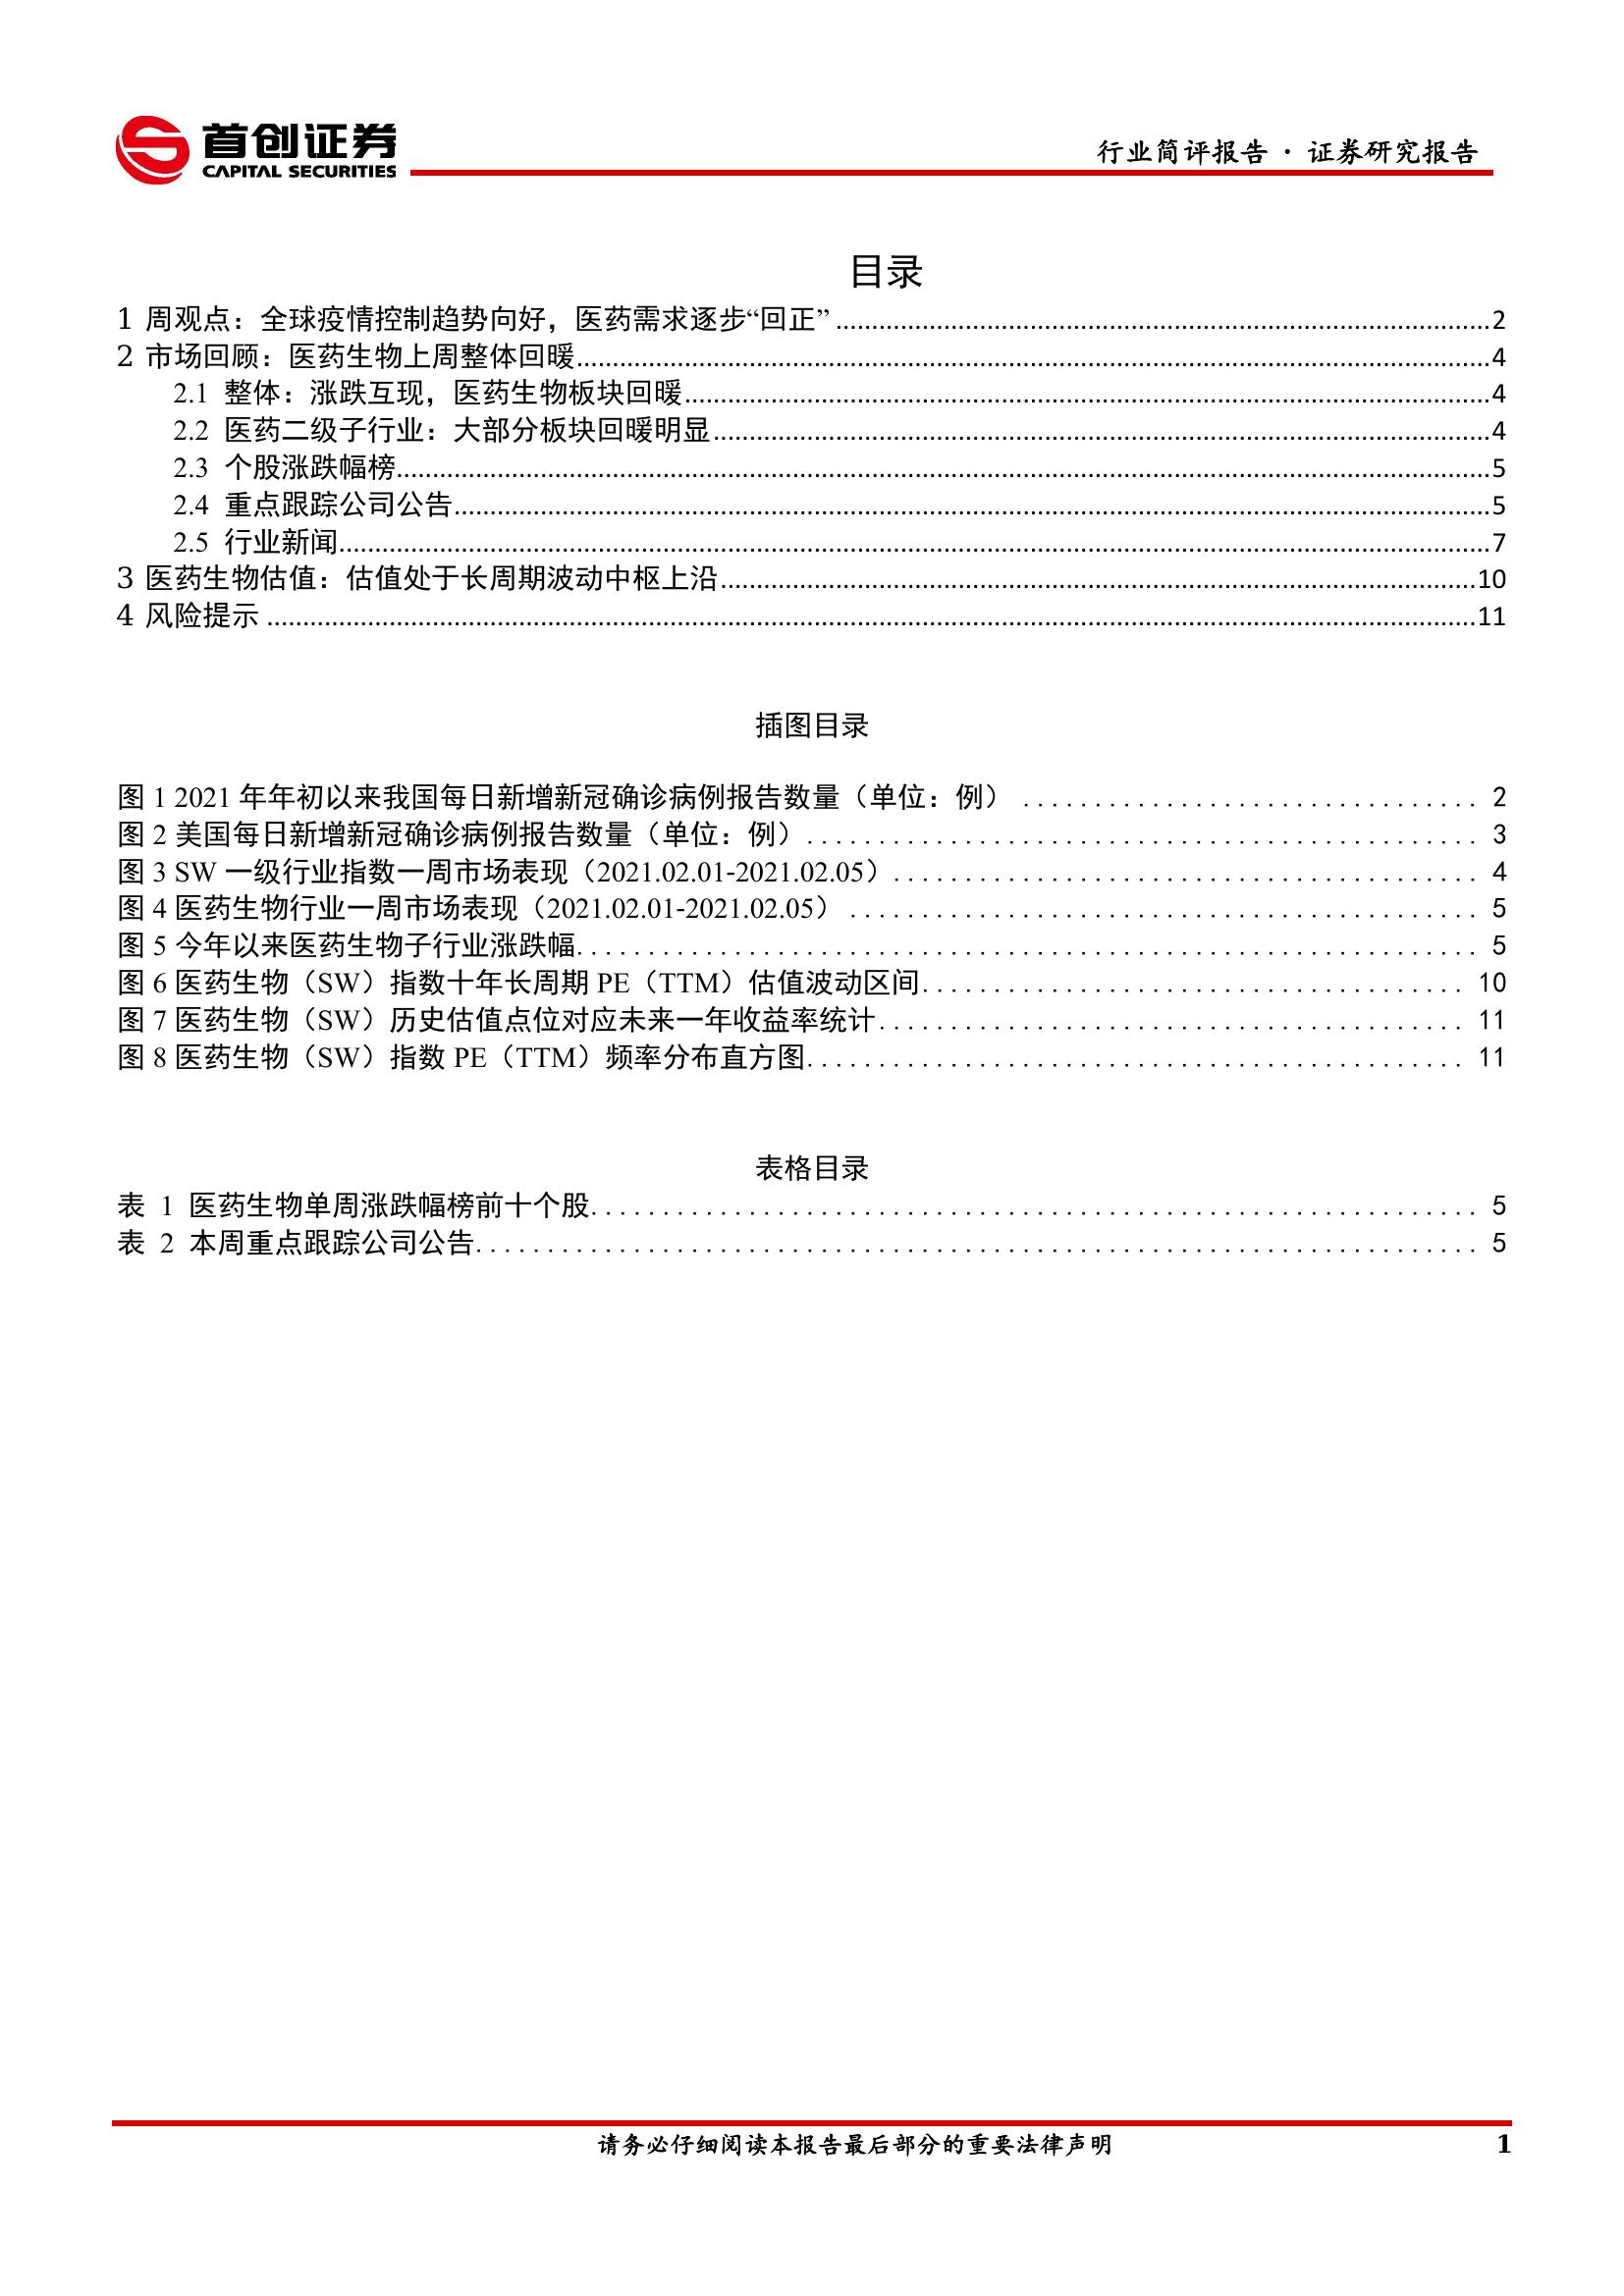 首创证券
CAPITAL SECURITIES
行业简评报告·证券研究报告
目录
1 周观点：全球疫情控制趋势向好，医药需求逐步“回正” 2
2 市场回顾：医药生物上周整体回暖 4
2.1 整体：涨跌互现，医药生物板块回暖 4
2.2 医药二级子行业：大部分板块回暖明显 4
2.3 个股涨跌幅榜 5
2.4 重点跟踪公司公告 5
2.5 行业新闻 7
3 医药生物估值：估值处于长周期波动中枢上沿 10
4 风险提示 11
插图目录
图 1 2021 年年初以来我国每日新增新冠确诊病例报告数量（单位：例） 2
图 2 美国每日新增新冠确诊病例报告数量（单位：例） 3
图 3 SW 一级行业指数一周市场表现（2021.02.01-2021.02.05） 4
图 4 医药生物行业一周市场表现（2021.02.01-2021.02.05） 5
图 5 今年以来医药生物子行业涨跌幅 5
图 6 医药生物（SW）指数十年长周期 PE（TTM）估值波动区间 10
图 7 医药生物（SW）历史估值点位对应未来一年收益率统计 11
图 8 医药生物（SW）指数 PE（TTM）频率分布直方图 11
表格目录
表 1 医药生物单周涨跌幅榜前十个股 5
表 2 本周重点跟踪公司公告 5
请务必仔细阅读本报告最后部分的重要法律声明 1